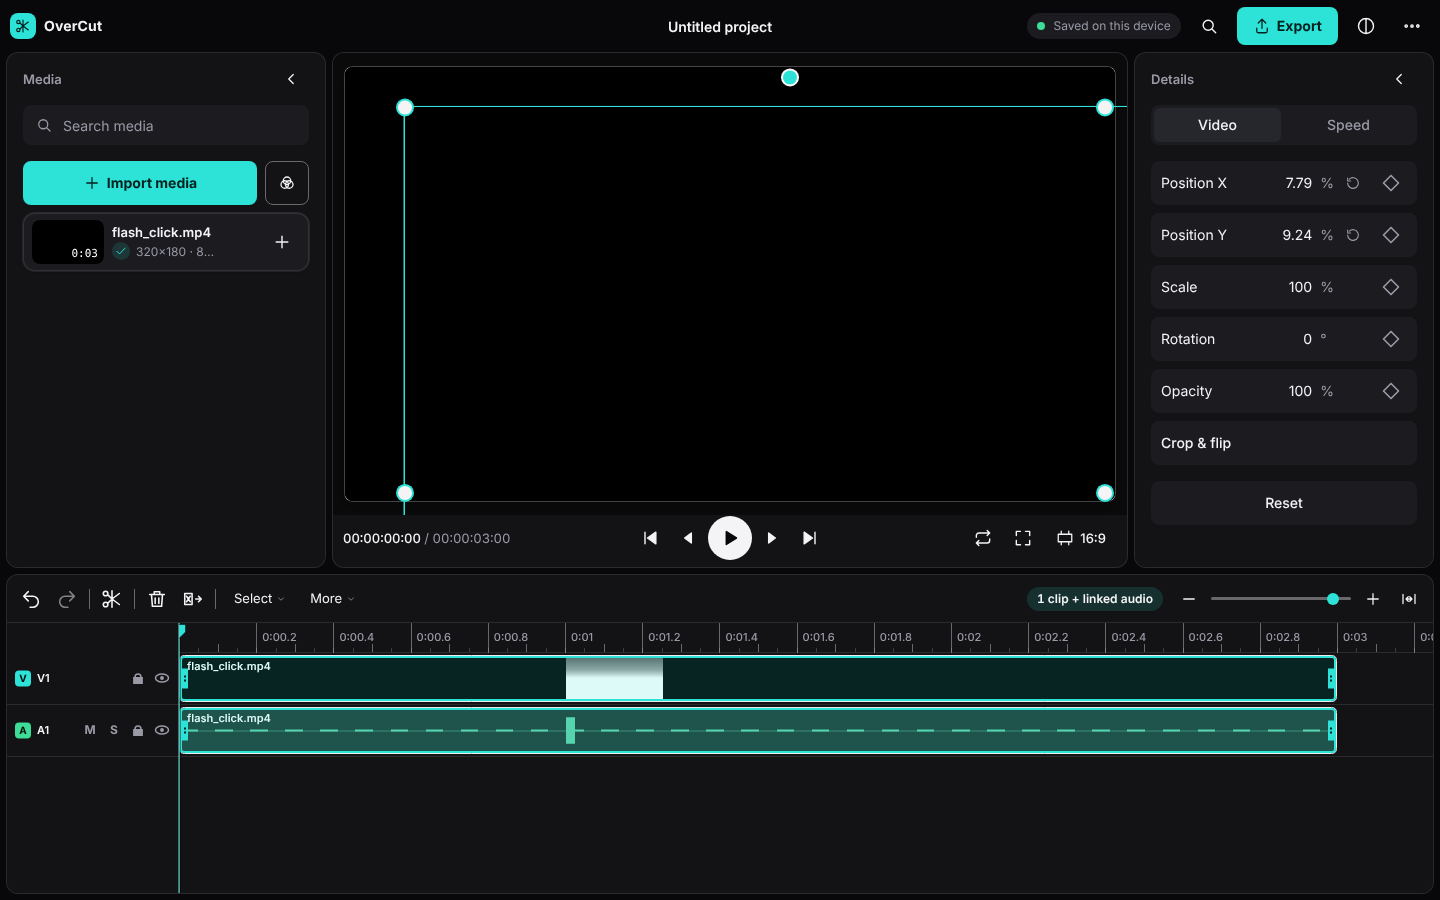 OverCut
Untitled project
Saved on this device
Export
Media
Search media
Import media
flash_click.mp4
0:03
320×180 · 8...
00:00:00:00 / 00:00:03:00
16:9
Details
Video
Speed
Position X 7.79 %
Position Y 9.24 %
Scale 100 %
Rotation 0 °
Opacity 100 %
Crop & flip
Reset
Select
More
1 clip + linked audio
0:00.2 0:00.4 0:00.6 0:00.8 0:01 0:01.2 0:01.4 0:01.6 0:01.8 0:02 0:02.2 0:02.4 0:02.6 0:02.8 0:03
V V1
flash_click.mp4
A A1 M S
flash_click.mp4